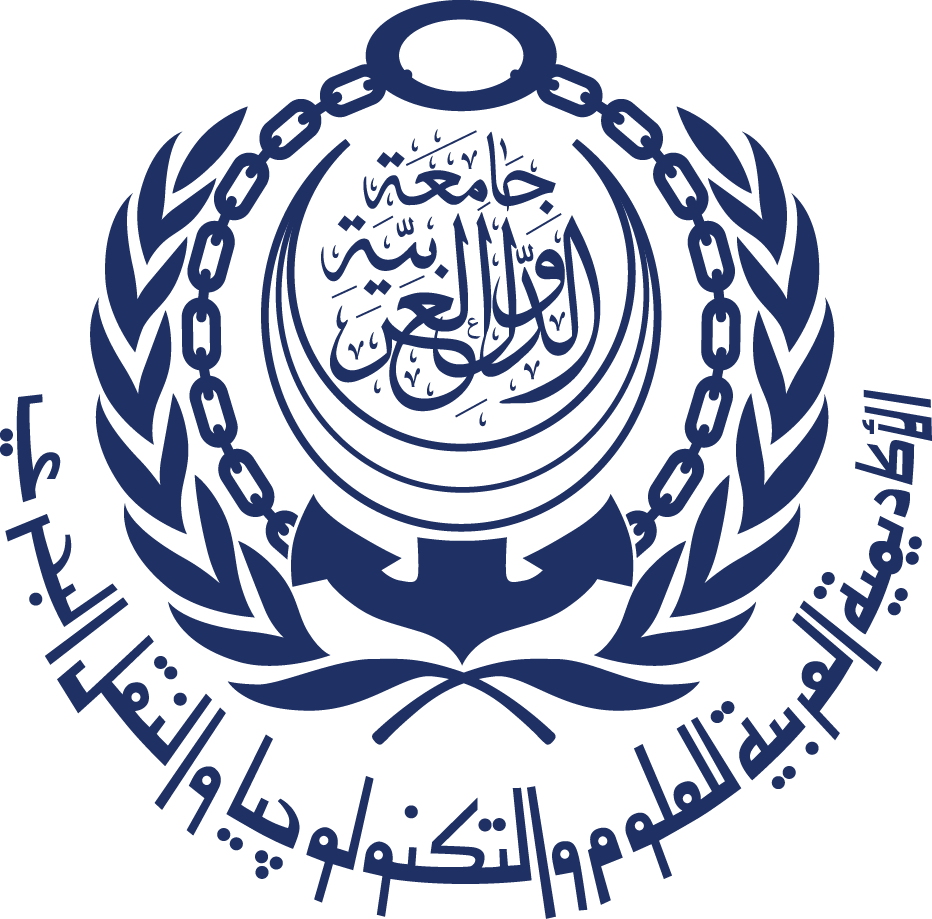 جامعة
الدول العربية
الأكاديمية العربية للعلوم والتكنولوجيا والنقل البحري